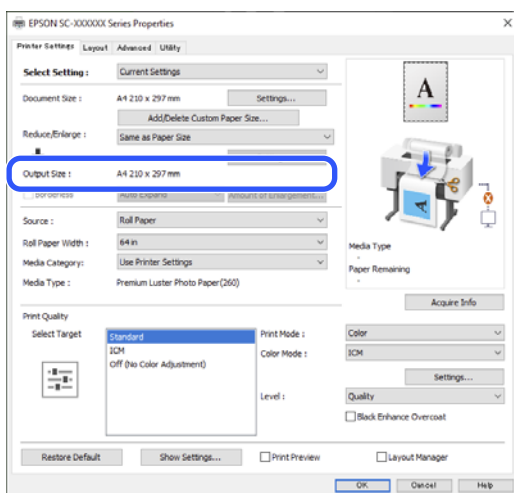 EPSON SC-XXXXXX Series Properties
Printer Settings Layout Advanced Utility
Select Setting : Current Settings
Document Size : A4 210 x 297 mm Settings...
Add/Delete Custom Paper Size...
Reduce/Enlarge : Same as Paper Size
Output Size : A4 210 x 297 mm
Borderless Auto Expand Amount of Enlargement...
Source : Roll Paper
Roll Paper Width : 64 in
Media Category: Use Printer Settings
Media Type : Premium Luster Photo Paper(260)
A
Media Type
-
Paper Remaining
-
Acquire Info
Print Quality
Select Target
Standard
ICM
Off (No Color Adjustment)
Print Mode : Color
Color Mode : ICM
Settings...
Level : Quality
Black Enhance Overcoat
Restore Default Show Settings... Print Preview Layout Manager
OK Cancel Help